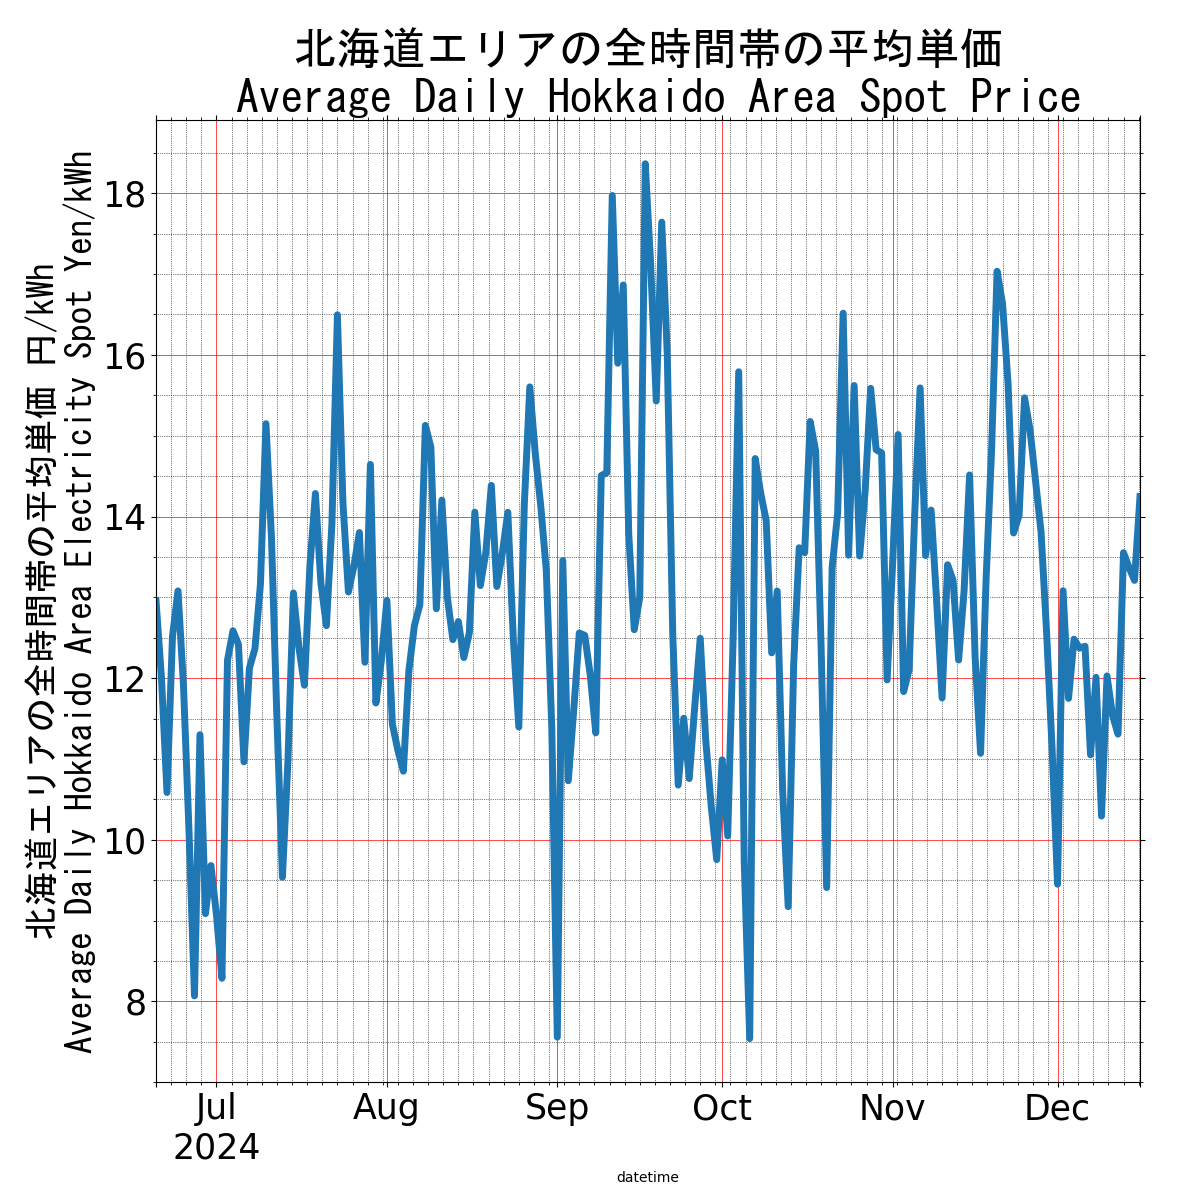 北海道エリアの全時間帯の平均単価
Average Daily Hokkaido Area Spot Price
北海道エリアの全時間帯の平均単価 円/kWh
Average Daily Hokkaido Area Electricity Spot Yen/kWh
18
16
14
12
10
8
Jul
2024
Aug
Sep
Oct
Nov
Dec
datetime